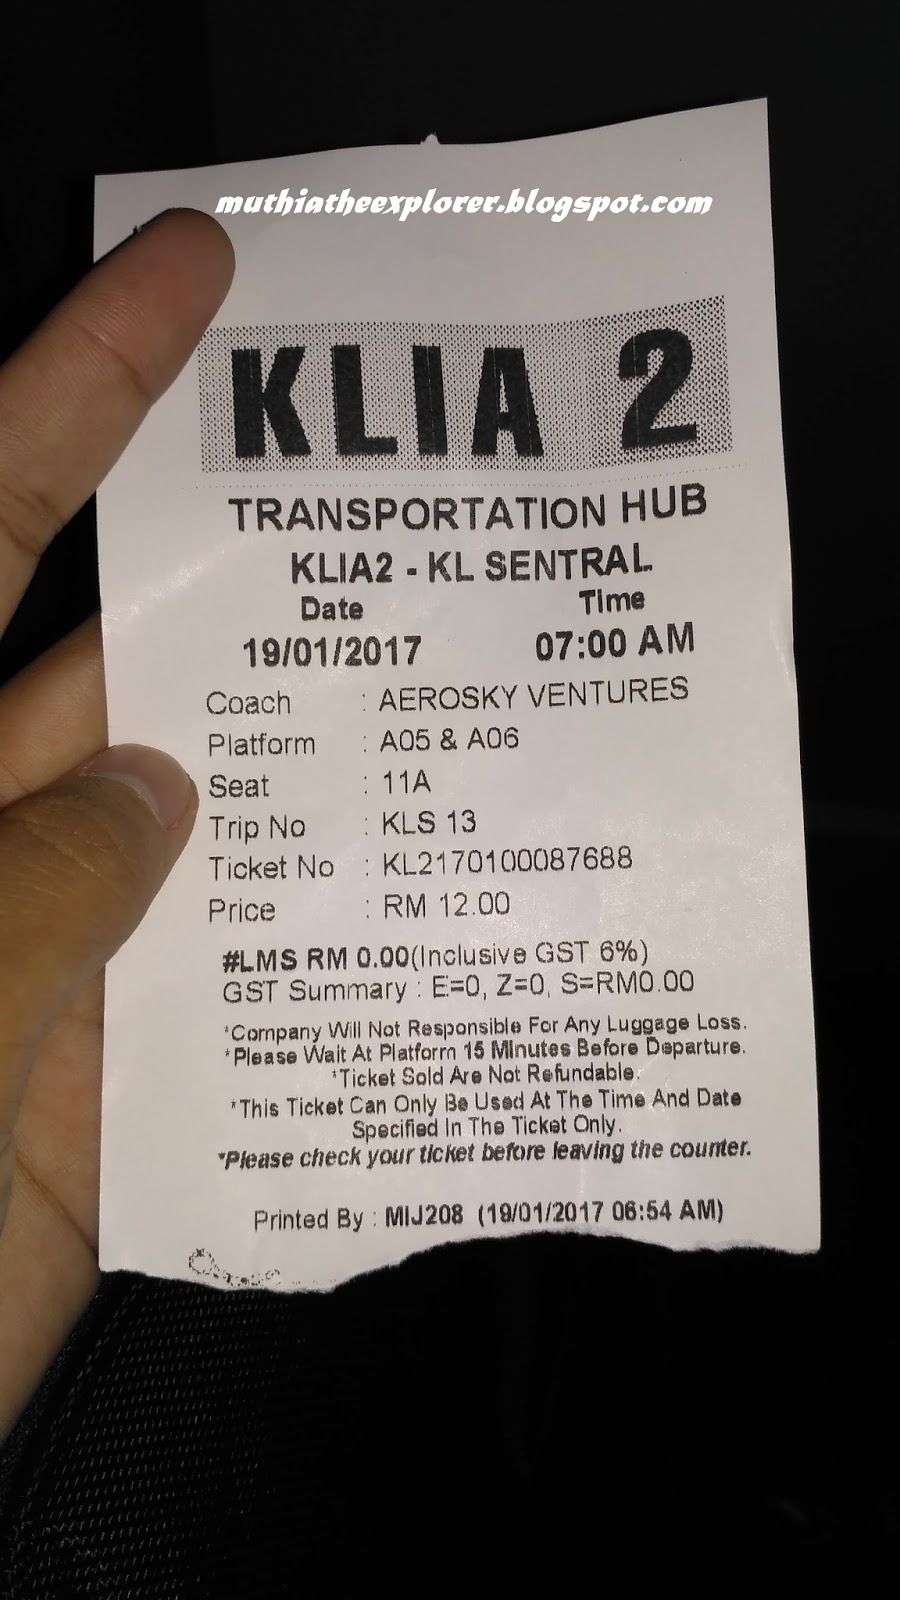 muthiatheexplorer.blogspot.com
KLIA 2
TRANSPORTATION HUB
KLIA2 - KL SENTRAL
Date Time
19/01/2017 07:00 AM
Coach : AEROSKY VENTURES
Platform : A05 & A06
Seat : 11A
Trip No : KLS 13
Ticket No : KL2170100087688
Price : RM 12.00
#LMS RM 0.00(Inclusive GST 6%)
GST Summary : E=0, Z=0, S=RM0.00
*Company Will Not Responsible For Any Luggage Loss.
*Please Wait At Platform 15 Minutes Before Departure.
*Ticket Sold Are Not Refundable.
*This Ticket Can Only Be Used At The Time And Date
Specified In The Ticket Only.
*Please check your ticket before leaving the counter.
Printed By : MIJ208 (19/01/2017 06:54 AM)